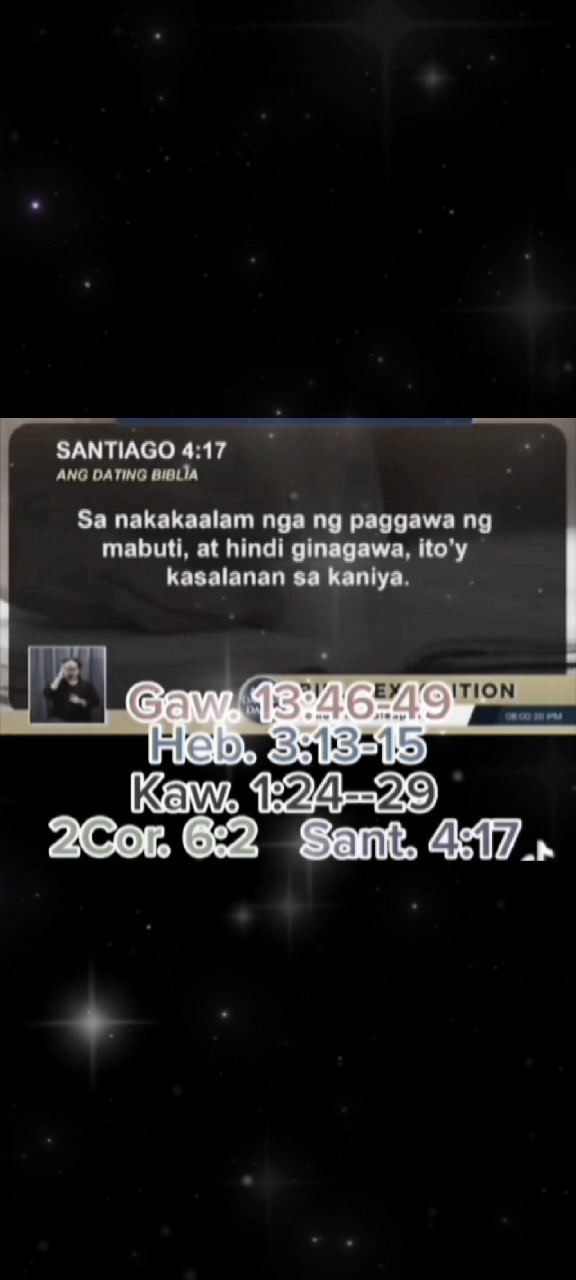 SANTIAGO 4:17
ANG DATING BIBLIA
Sa nakakaalam nga ng paggawa ng
mabuti, at hindi ginagawa, ito'y
kasalanan sa kaniya.
Gaw. 13:46-49
Heb. 3:13-15
Kaw. 1:24--29
2Cor. 6:2 Sant. 4:17